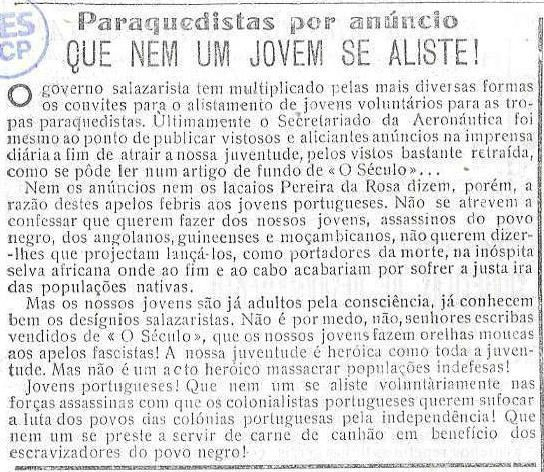 ES
CP
Paraquedistas por anúncio
QUE NEM UM JOVEM SE ALISTE!
O governo salazarista tem multiplicado pelas mais diversas formas
os convites para o alistamento de jovens voluntários para as tro-
pas paraquedistas. Ùltimamente o Secretariado da Aeronáutica foi
mesmo ao ponto de publicar vistosos e aliciantes anúncios na imprensa
diária a fim de atrair a nossa juventude, pelos vistos bastante retraída,
como se pôde ler num artigo de fundo de «O Século»...
Nem os anúncios nem os lacaios Pereira da Rosa dizem, porém, a
razão destes apelos febris aos jovens portugueses. Não se atrevem a
confessar que querem fazer dos nossos jovens, assassinos do povo
negro, dos angolanos, guineenses e moçambicanos, não querem dizer-
-lhes que projectam lançá-los, como portadores da morte, na inóspita
selva africana onde ao fim e ao cabo acabariam por sofrer a justa ira
das populações nativas.
Mas os nossos jovens são já adultos pela consciência, já conhecem
bem os desígnios salazaristas. Não é por medo, não, senhores escribas
vendidos de «O Século», que os nossos jovens fazem orelhas moucas
aos apelos fascistas! A nossa juventude é heróica como toda a juven-
tude. Mas não é um acto heróico massacrar populações indefesas!
Jovens portugueses! Que nem um se aliste voluntàriamente nas
forças assassinas com que os colonialistas portugueses querem sufocar
a luta dos povos das colónias portuguesas pela independência! Que
nem um se preste a servir de carne de canhão em benefício dos
escravizadores do povo negro!